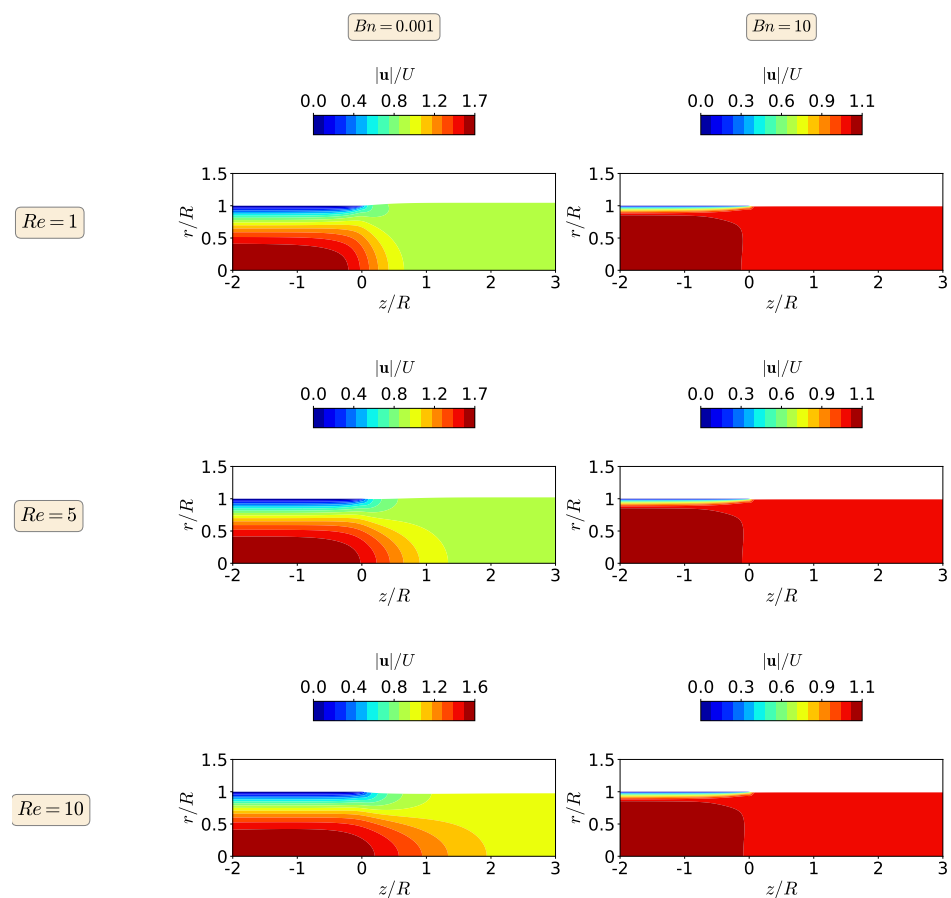 Bn = 0.001
Bn = 10
|u|/U
|u|/U
0.0 0.4 0.8 1.2 1.7
0.0 0.3 0.6 0.9 1.1
Re = 1
r/R
1.5
1
0.5
0
-2 -1 0 1 2 3
z/R
r/R
1.5
1
0.5
0
-2 -1 0 1 2 3
z/R
|u|/U
|u|/U
0.0 0.4 0.8 1.2 1.7
0.0 0.3 0.6 0.9 1.1
Re = 5
r/R
1.5
1
0.5
0
-2 -1 0 1 2 3
z/R
r/R
1.5
1
0.5
0
-2 -1 0 1 2 3
z/R
|u|/U
|u|/U
0.0 0.4 0.8 1.2 1.6
0.0 0.3 0.6 0.9 1.1
Re = 10
r/R
1.5
1
0.5
0
-2 -1 0 1 2 3
z/R
r/R
1.5
1
0.5
0
-2 -1 0 1 2 3
z/R